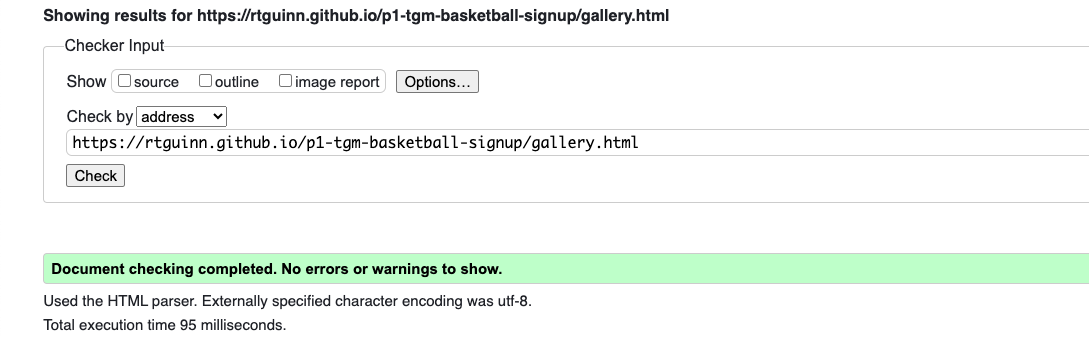 Showing results for https://rtguinn.github.io/p1-tgm-basketball-signup/gallery.html
Checker Input
Show source outline image report Options...
Check by address
https://rtguinn.github.io/p1-tgm-basketball-signup/gallery.html
Check
Document checking completed. No errors or warnings to show.
Used the HTML parser. Externally specified character encoding was utf-8.
Total execution time 95 milliseconds.